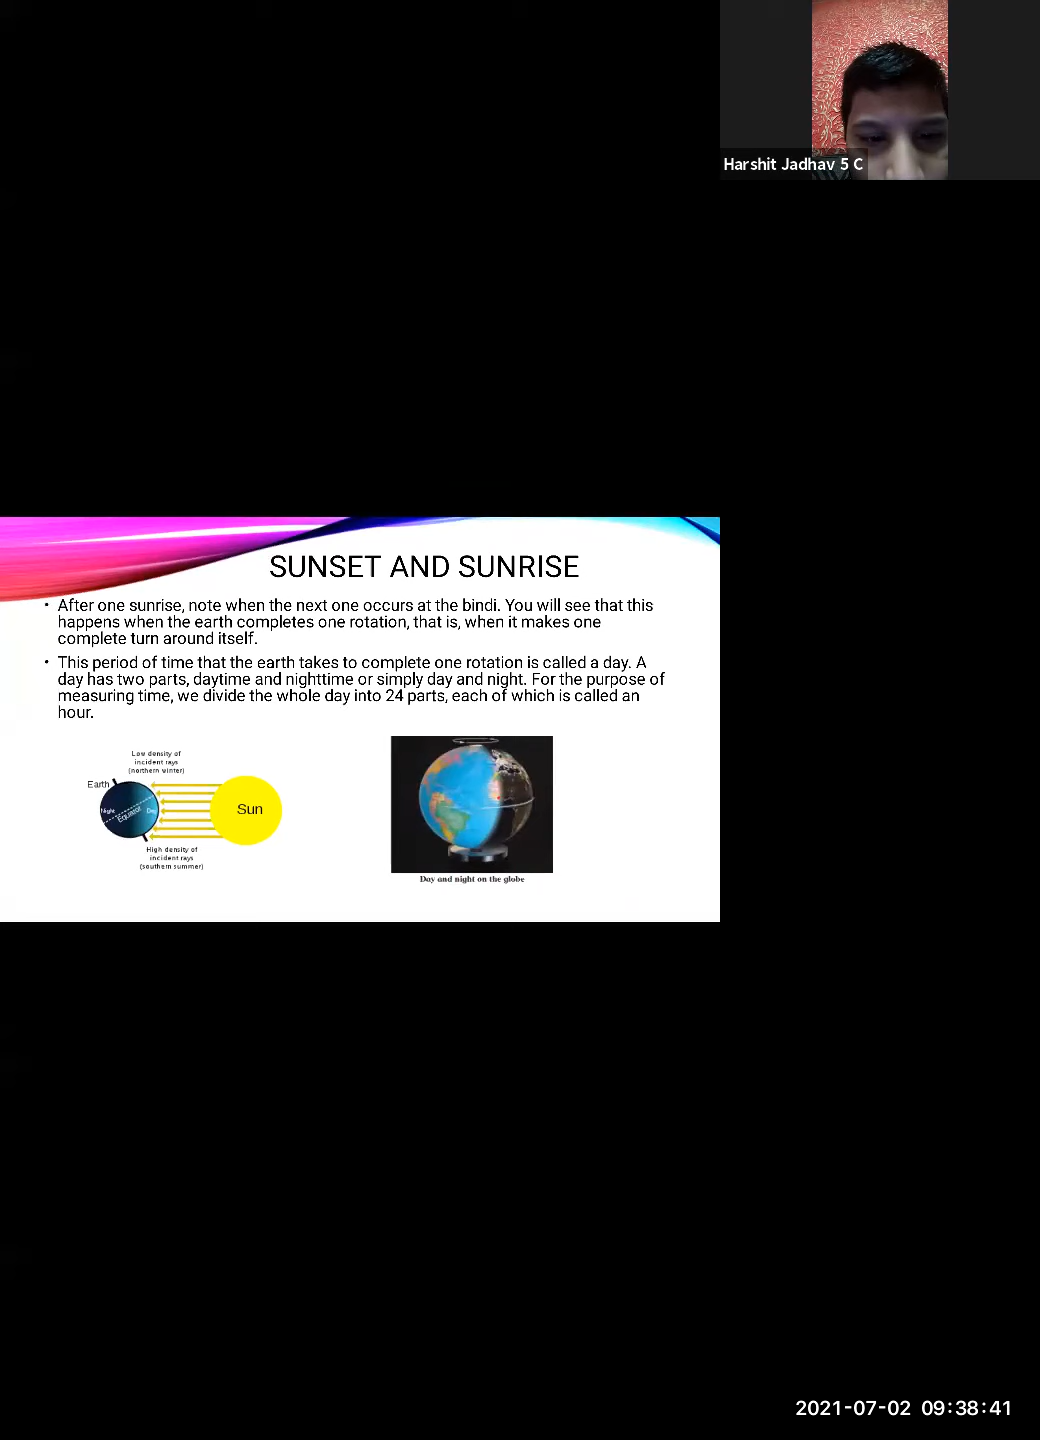 Harshit Jadhav 5 C
SUNSET AND SUNRISE
• After one sunrise, note when the next one occurs at the bindi. You will see that this
happens when the earth completes one rotation, that is, when it makes one
complete turn around itself.
• This period of time that the earth takes to complete one rotation is called a day. A
day has two parts, daytime and nighttime or simply day and night. For the purpose of
measuring time, we divide the whole day into 24 parts, each of which is called an
hour.
Low density of
incident rays
(northern winter)
Earth
Night
Equator
Day
Sun
High density of
incident rays
(southern summer)
Day and night on the globe
2021-07-02 09:38:41